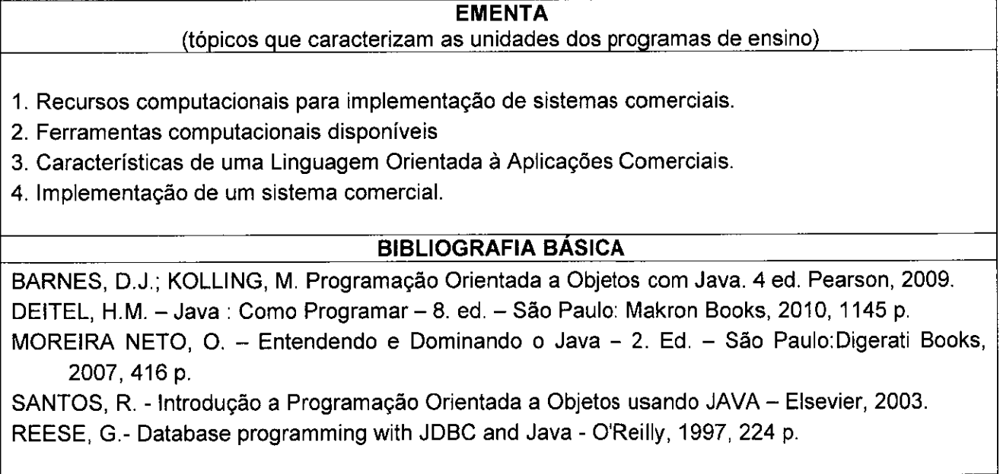 EMENTA
(tópicos que caracterizam as unidades dos programas de ensino)
1. Recursos computacionais para implementação de sistemas comerciais.
2. Ferramentas computacionais disponíveis
3. Características de uma Linguagem Orientada à Aplicações Comerciais.
4. Implementação de um sistema comercial.
BIBLIOGRAFIA BÁSICA
BARNES, D.J.; KOLLING, M. Programação Orientada a Objetos com Java. 4 ed. Pearson, 2009.
DEITEL, H.M. – Java : Como Programar – 8. ed. – São Paulo: Makron Books, 2010, 1145 p.
MOREIRA NETO, O. – Entendendo e Dominando o Java – 2. Ed. – São Paulo:Digerati Books,
2007, 416 p.
SANTOS, R. - Introdução a Programação Orientada a Objetos usando JAVA – Elsevier, 2003.
REESE, G.- Database programming with JDBC and Java - O'Reilly, 1997, 224 p.